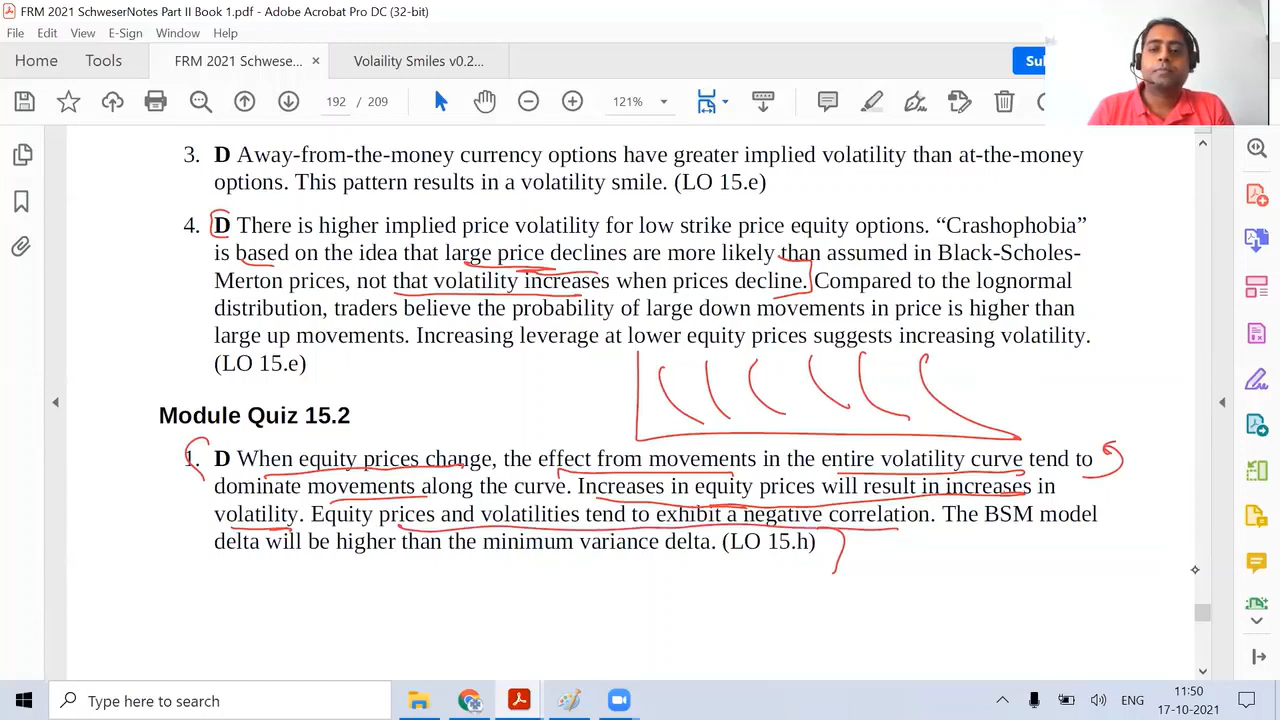 FRM 2021 SchweserNotes Part II Book 1.pdf - Adobe Acrobat Pro DC (32-bit)
File Edit View E-Sign Window Help
Home Tools FRM 2021 Schwese... × Volaility Smiles v0.2...
192 / 209 121%
3. D Away-from-the-money currency options have greater implied volatility than at-the-money
options. This pattern results in a volatility smile. (LO 15.e)
4. D There is higher implied price volatility for low strike price equity options. “Crashophobia”
is based on the idea that large price declines are more likely than assumed in Black-Scholes-
Merton prices, not that volatility increases when prices decline. Compared to the lognormal
distribution, traders believe the probability of large down movements in price is higher than
large up movements. Increasing leverage at lower equity prices suggests increasing volatility.
(LO 15.e)
Module Quiz 15.2
1. D When equity prices change, the effect from movements in the entire volatility curve tend to
dominate movements along the curve. Increases in equity prices will result in increases in
volatility. Equity prices and volatilities tend to exhibit a negative correlation. The BSM model
delta will be higher than the minimum variance delta. (LO 15.h)
Type here to search
ENG
11:50
17-10-2021